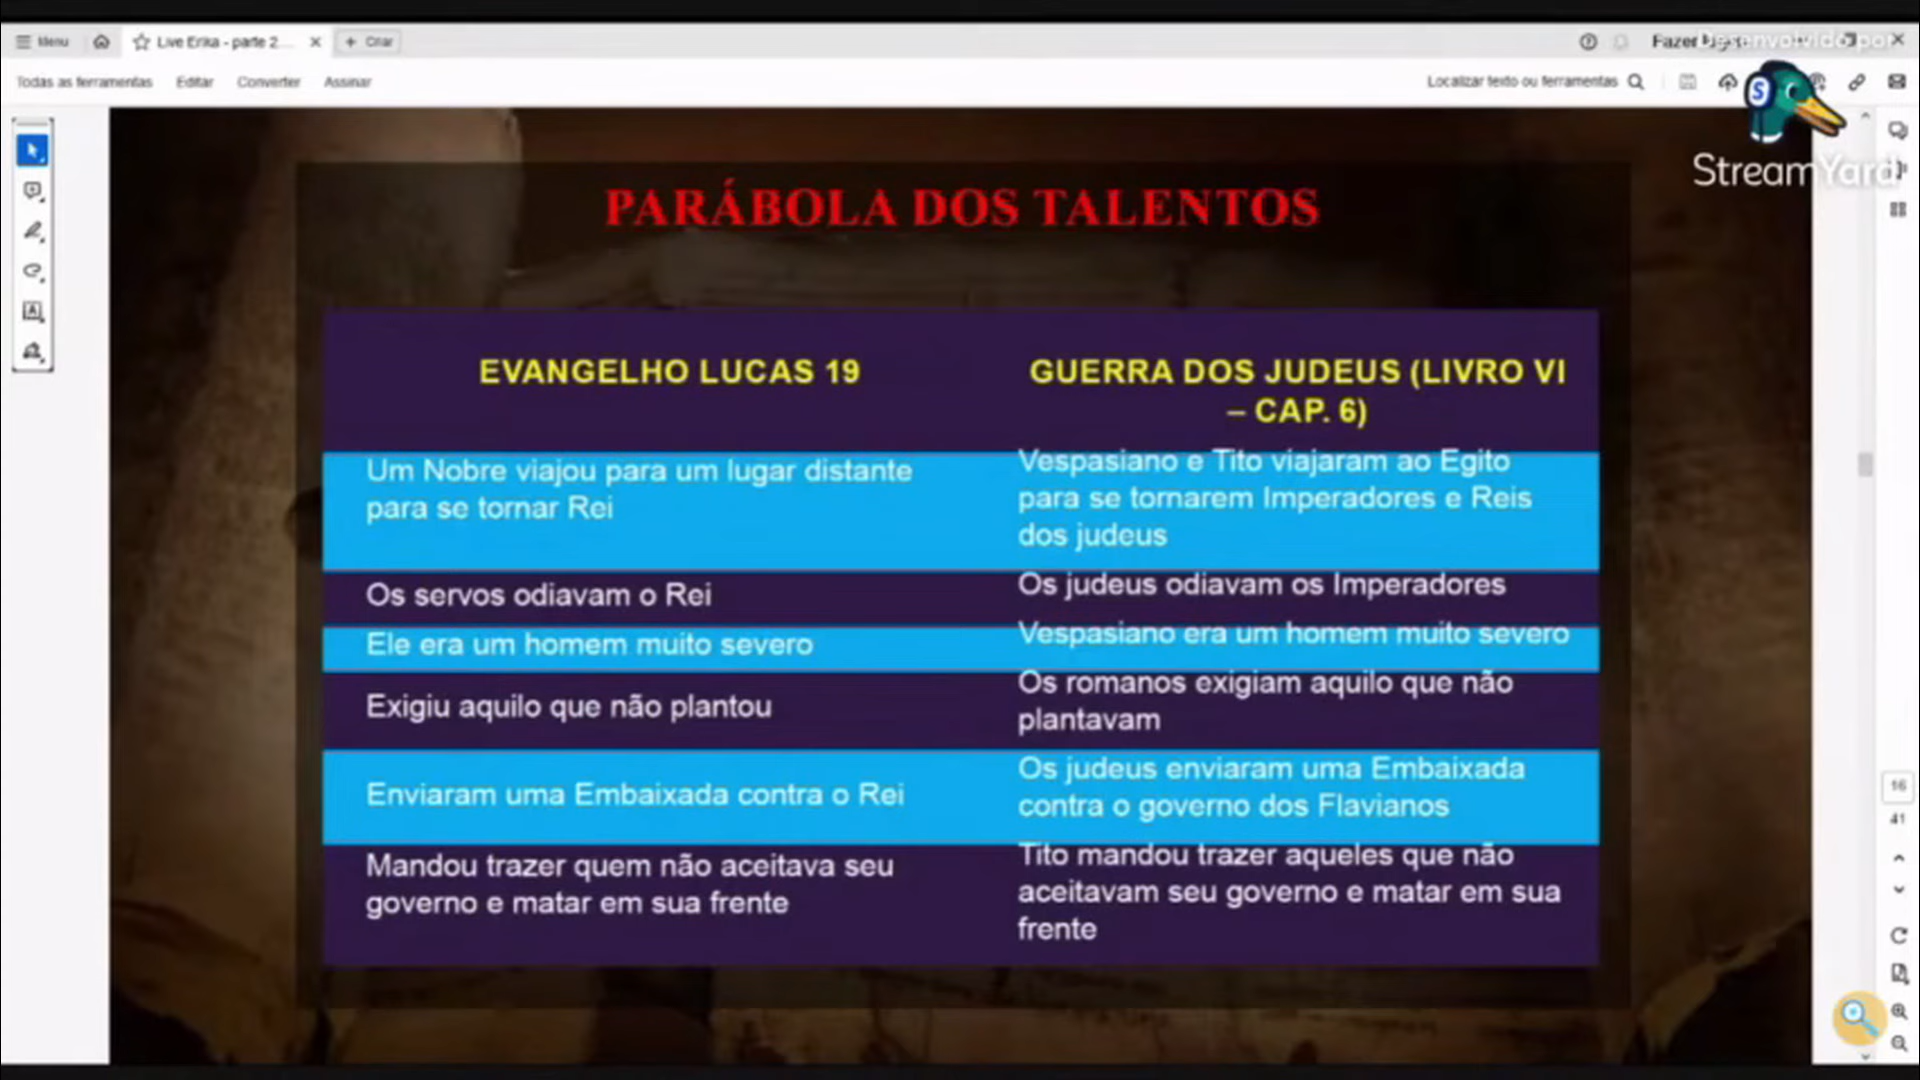 Menu
Live Erika - parte 2...
Criar
Todas as ferramentas
Editar
Converter
Assinar
Localizar texto ou ferramentas
StreamYard
PARÁBOLA DOS TALENTOS
EVANGELHO LUCAS 19
GUERRA DOS JUDEUS (LIVRO VI
– CAP. 6)
Um Nobre viajou para um lugar distante
para se tornar Rei
Vespasiano e Tito viajaram ao Egito
para se tornarem Imperadores e Reis
dos judeus
Os servos odiavam o Rei
Os judeus odiavam os Imperadores
Ele era um homem muito severo
Vespasiano era um homem muito severo
Exigiu aquilo que não plantou
Os romanos exigiam aquilo que não
plantavam
Enviaram uma Embaixada contra o Rei
Os judeus enviaram uma Embaixada
contra o governo dos Flavianos
Mandou trazer quem não aceitava seu
governo e matar em sua frente
Tito mandou trazer aqueles que não
aceitavam seu governo e matar em sua
frente
16
41